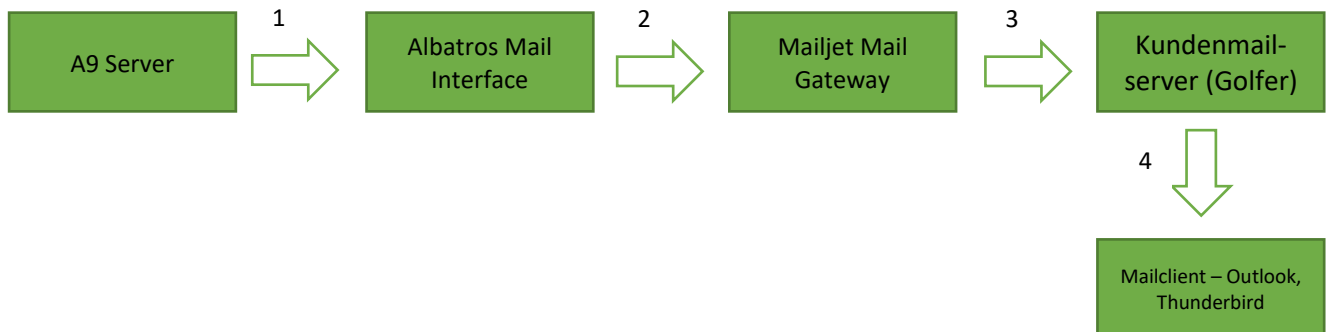 1
2
3
A9 Server
Albatros Mail
Interface
Mailjet Mail
Gateway
Kundenmail-
server (Golfer)
4
Mailclient – Outlook,
Thunderbird